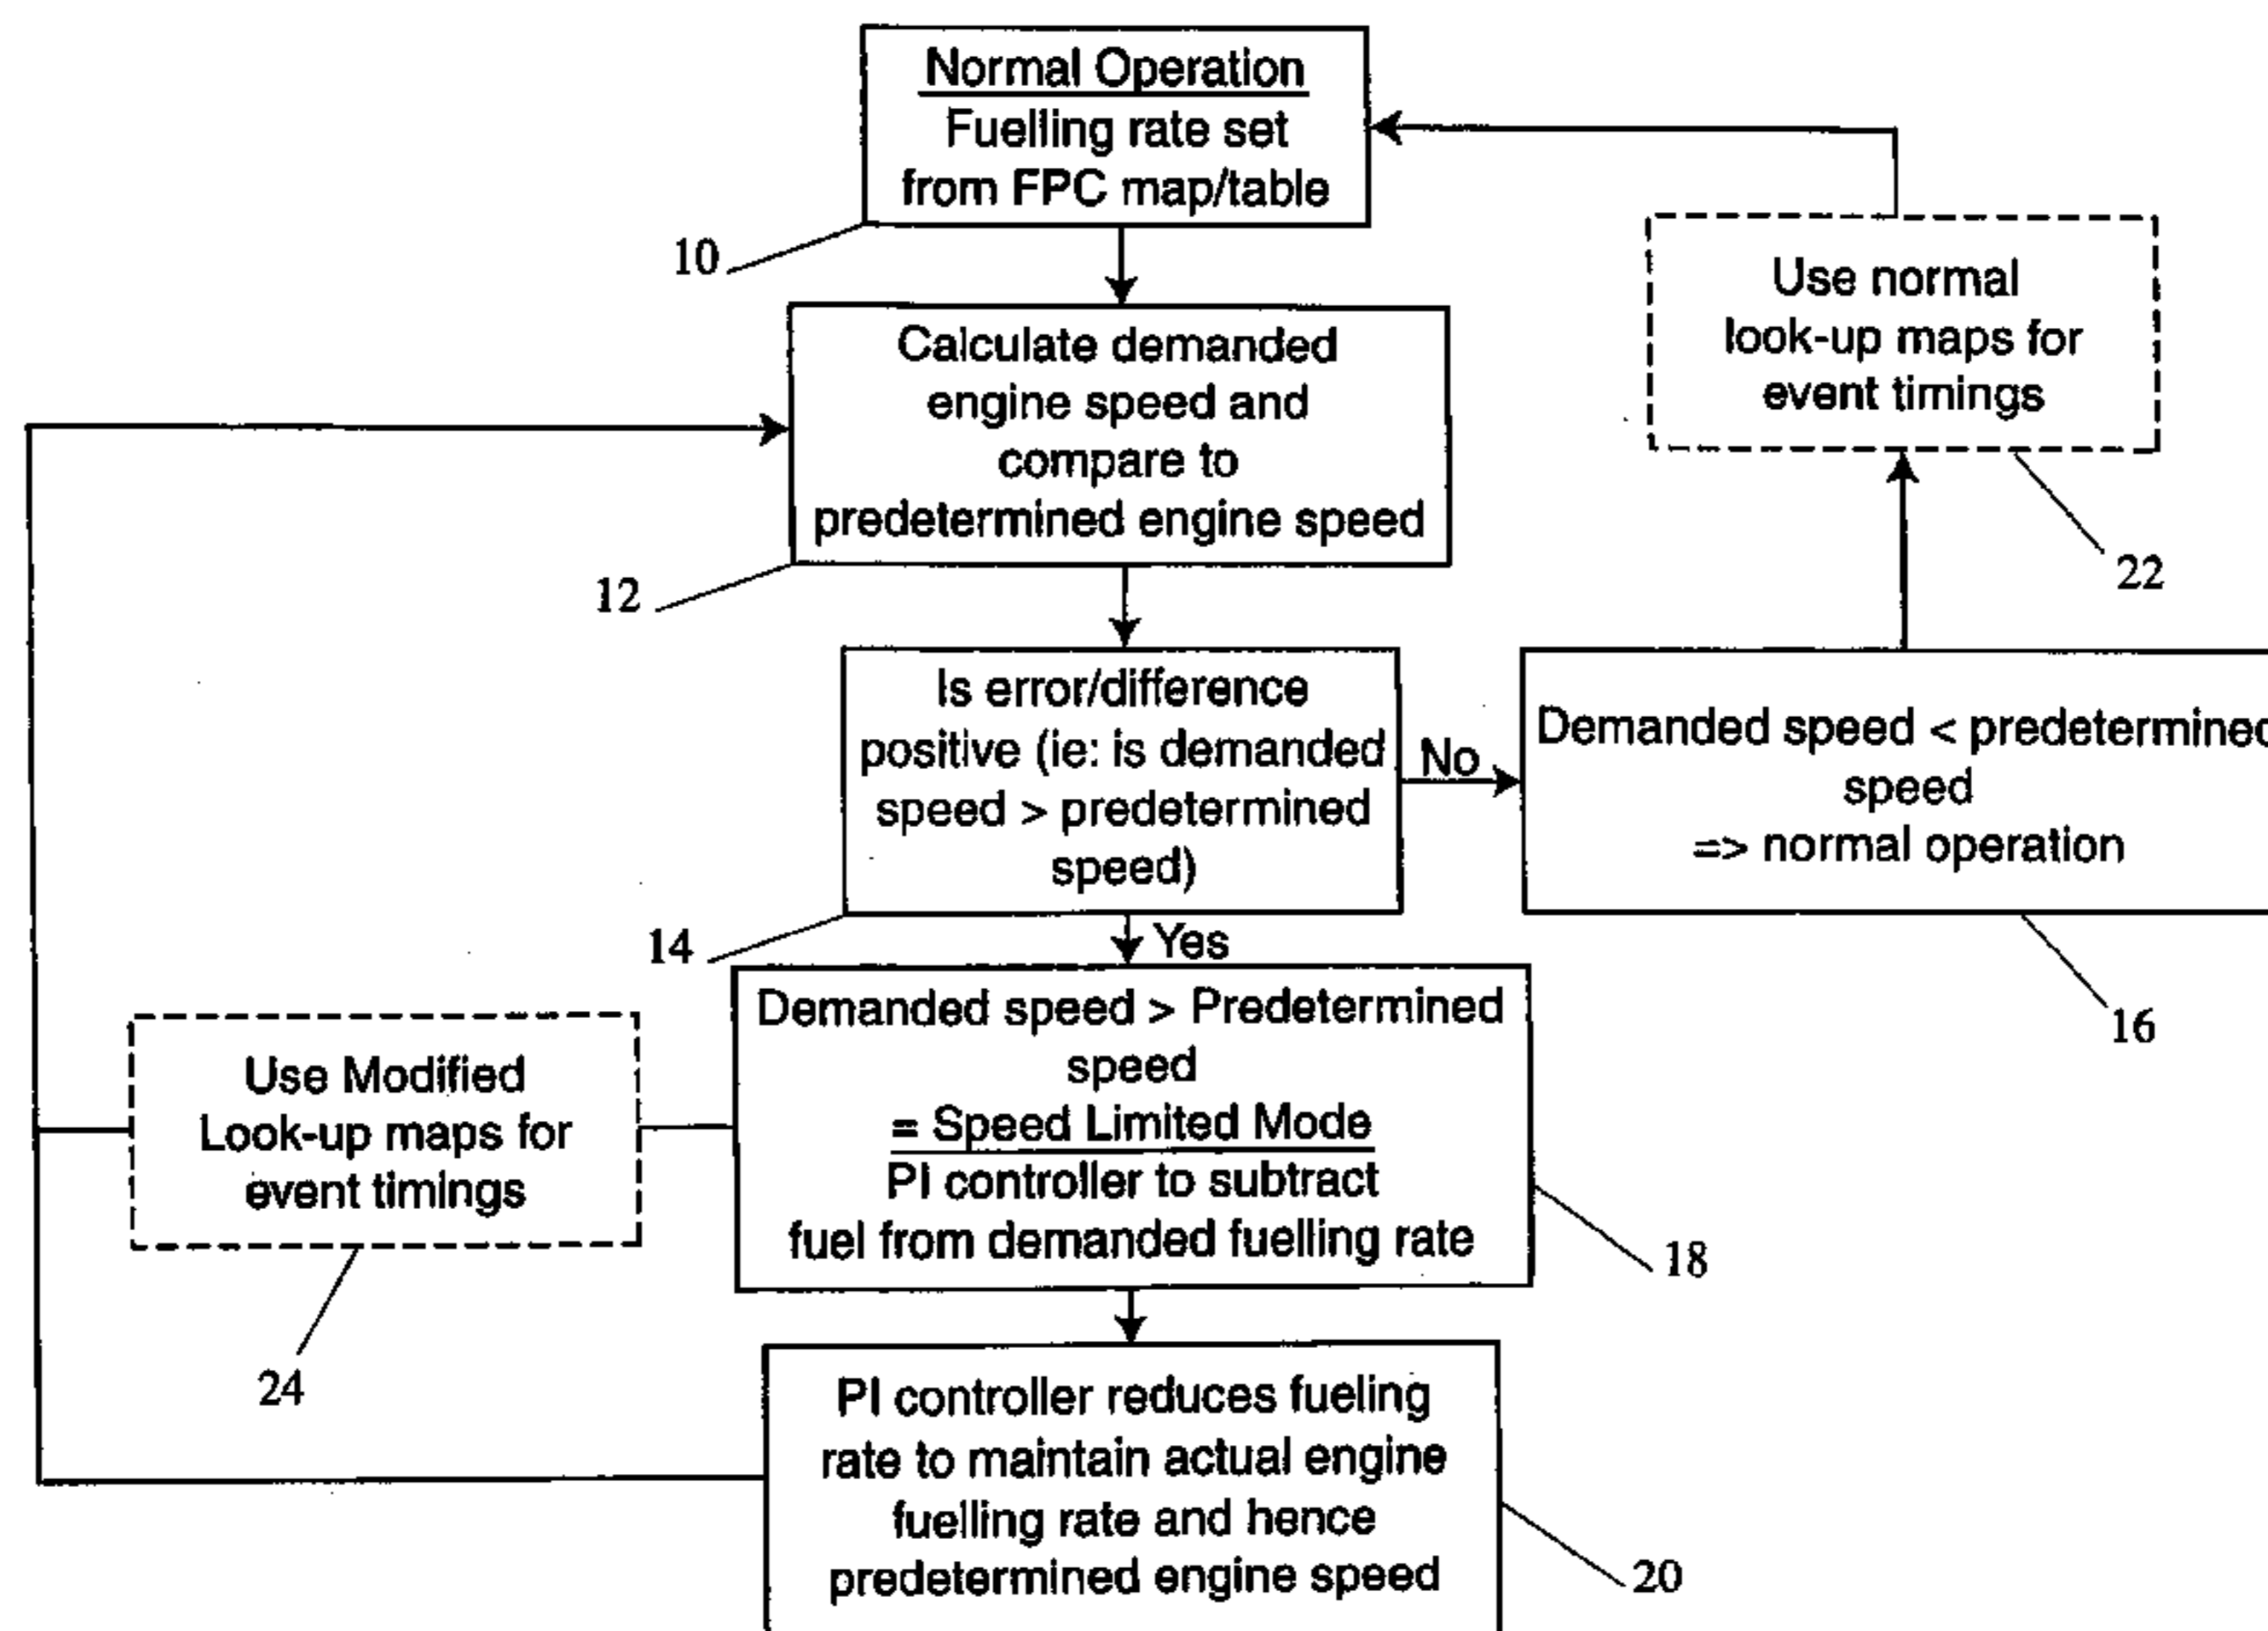 Normal Operation
Fuelling rate set
from FPC map/table
10
Calculate demanded
engine speed and
compare to
predetermined engine speed
12
Use normal
look-up maps for
event timings
22
Is error/difference
positive (ie: is demanded
speed > predetermined
speed)
14
No
Demanded speed < predetermined
speed
=> normal operation
16
Yes
Demanded speed > Predetermined
speed
= Speed Limited Mode
PI controller to subtract
fuel from demanded fuelling rate
18
Use Modified
Look-up maps for
event timings
24
PI controller reduces fueling
rate to maintain actual engine
fuelling rate and hence
predetermined engine speed
20